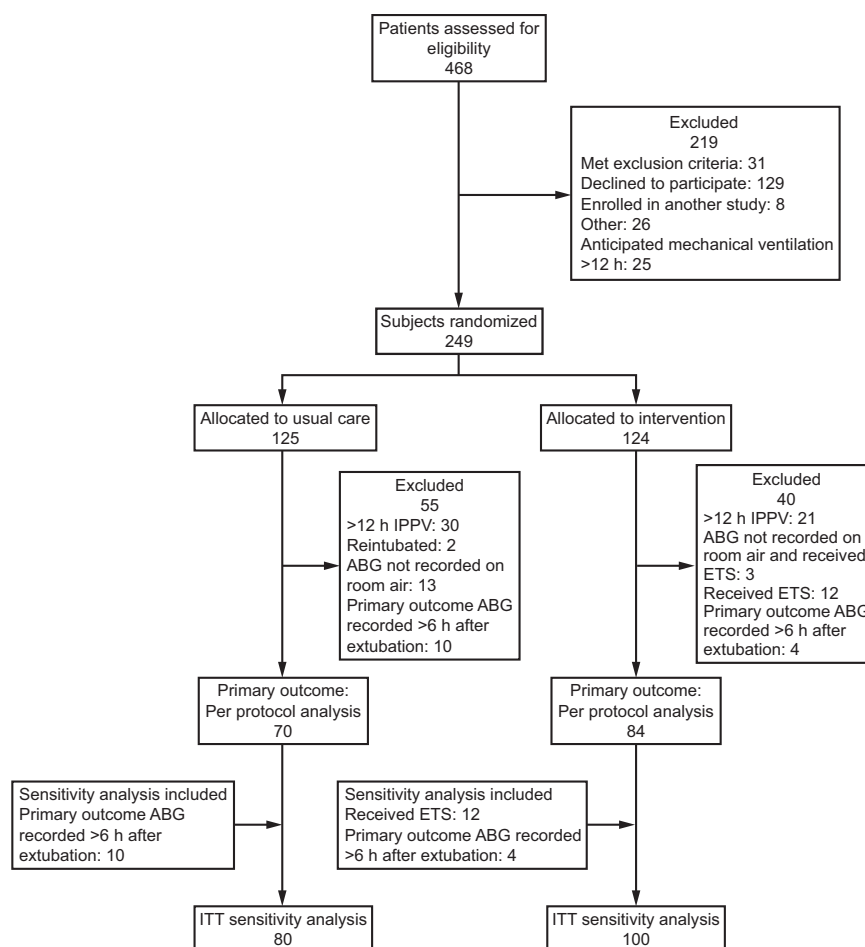 Patients assessed for
eligibility
468
Excluded
219
Met exclusion criteria: 31
Declined to participate: 129
Enrolled in another study: 8
Other: 26
Anticipated mechanical ventilation
>12 h: 25
Subjects randomized
249
Allocated to usual care
125
Allocated to intervention
124
Excluded
55
>12 h IPPV: 30
Reintubated: 2
ABG not recorded on
room air: 13
Primary outcome ABG
recorded >6 h after
extubation: 10
Excluded
40
>12 h IPPV: 21
ABG not recorded on
room air and received
ETS: 3
Received ETS: 12
Primary outcome ABG
recorded >6 h after
extubation: 4
Primary outcome:
Per protocol analysis
70
Primary outcome:
Per protocol analysis
84
Sensitivity analysis included
Primary outcome ABG
recorded >6 h after
extubation: 10
Sensitivity analysis included
Received ETS: 12
Primary outcome ABG recorded
>6 h after extubation: 4
ITT sensitivity analysis
80
ITT sensitivity analysis
100